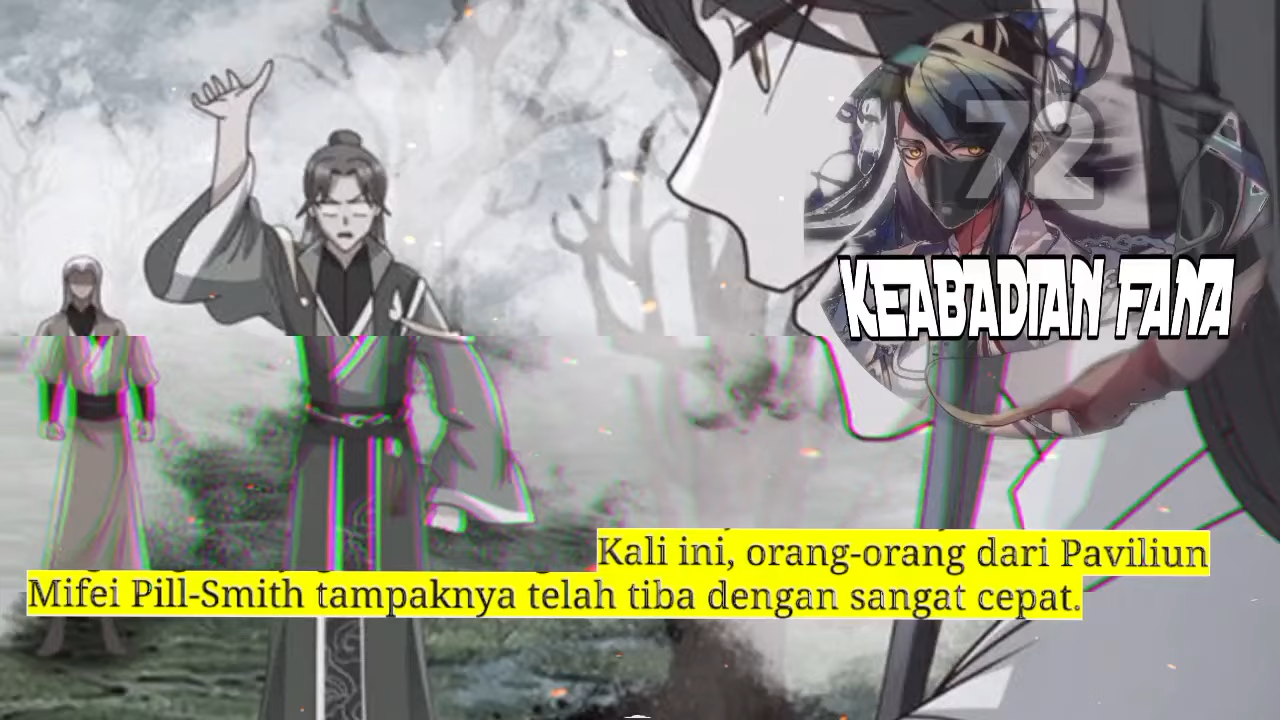 72
KEABADIAN FANA
Kali ini, orang-orang dari Paviliun
Mifei Pill-Smith tampaknya telah tiba dengan sangat cepat.